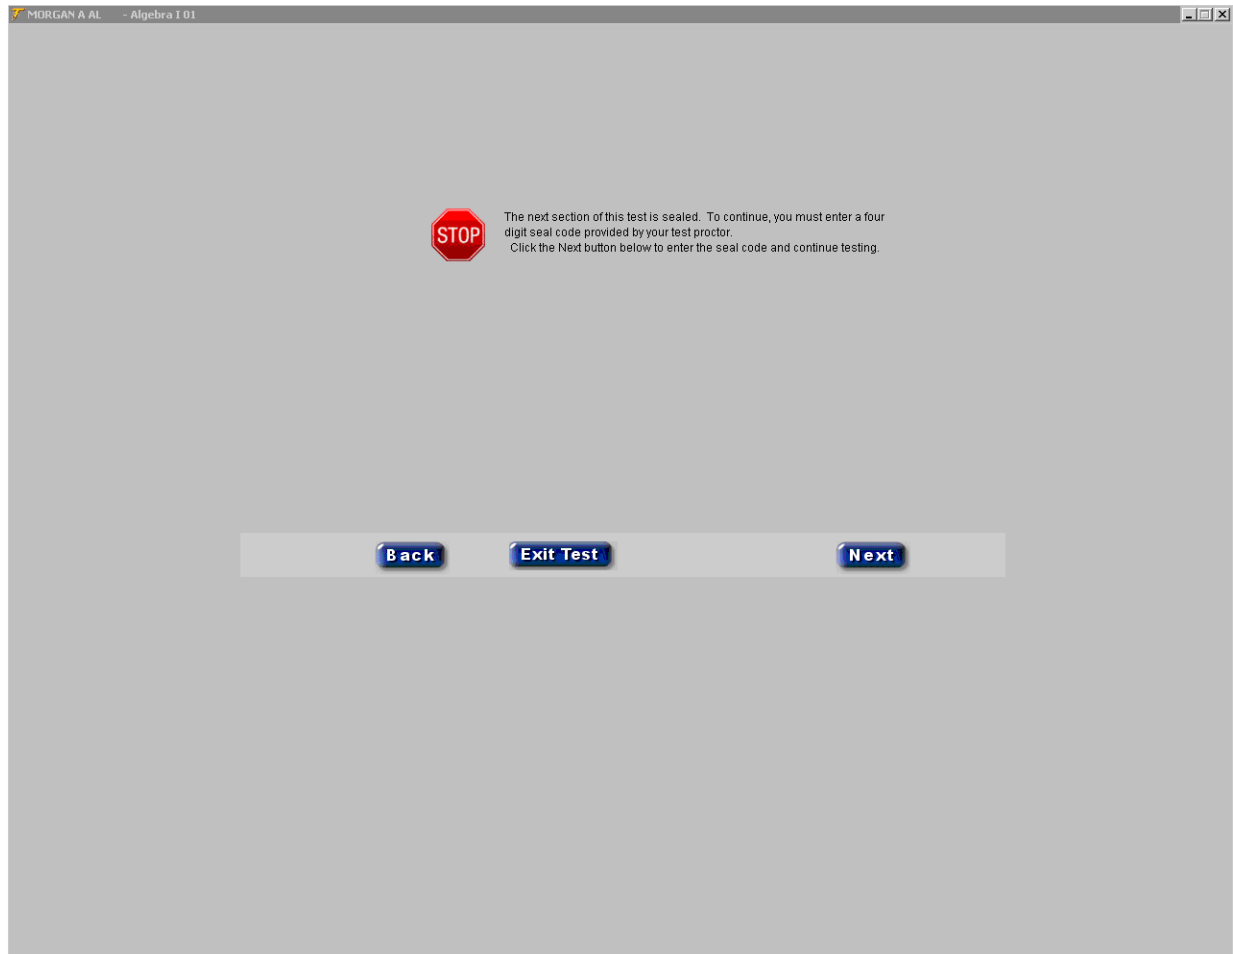 MORGAN A AL - Algebra I 01
The next section of this test is sealed. To continue, you must enter a four
STOP
digit seal code provided by your test proctor.
Click the Next button below to enter the seal code and continue testing.
Back Exit Test Next